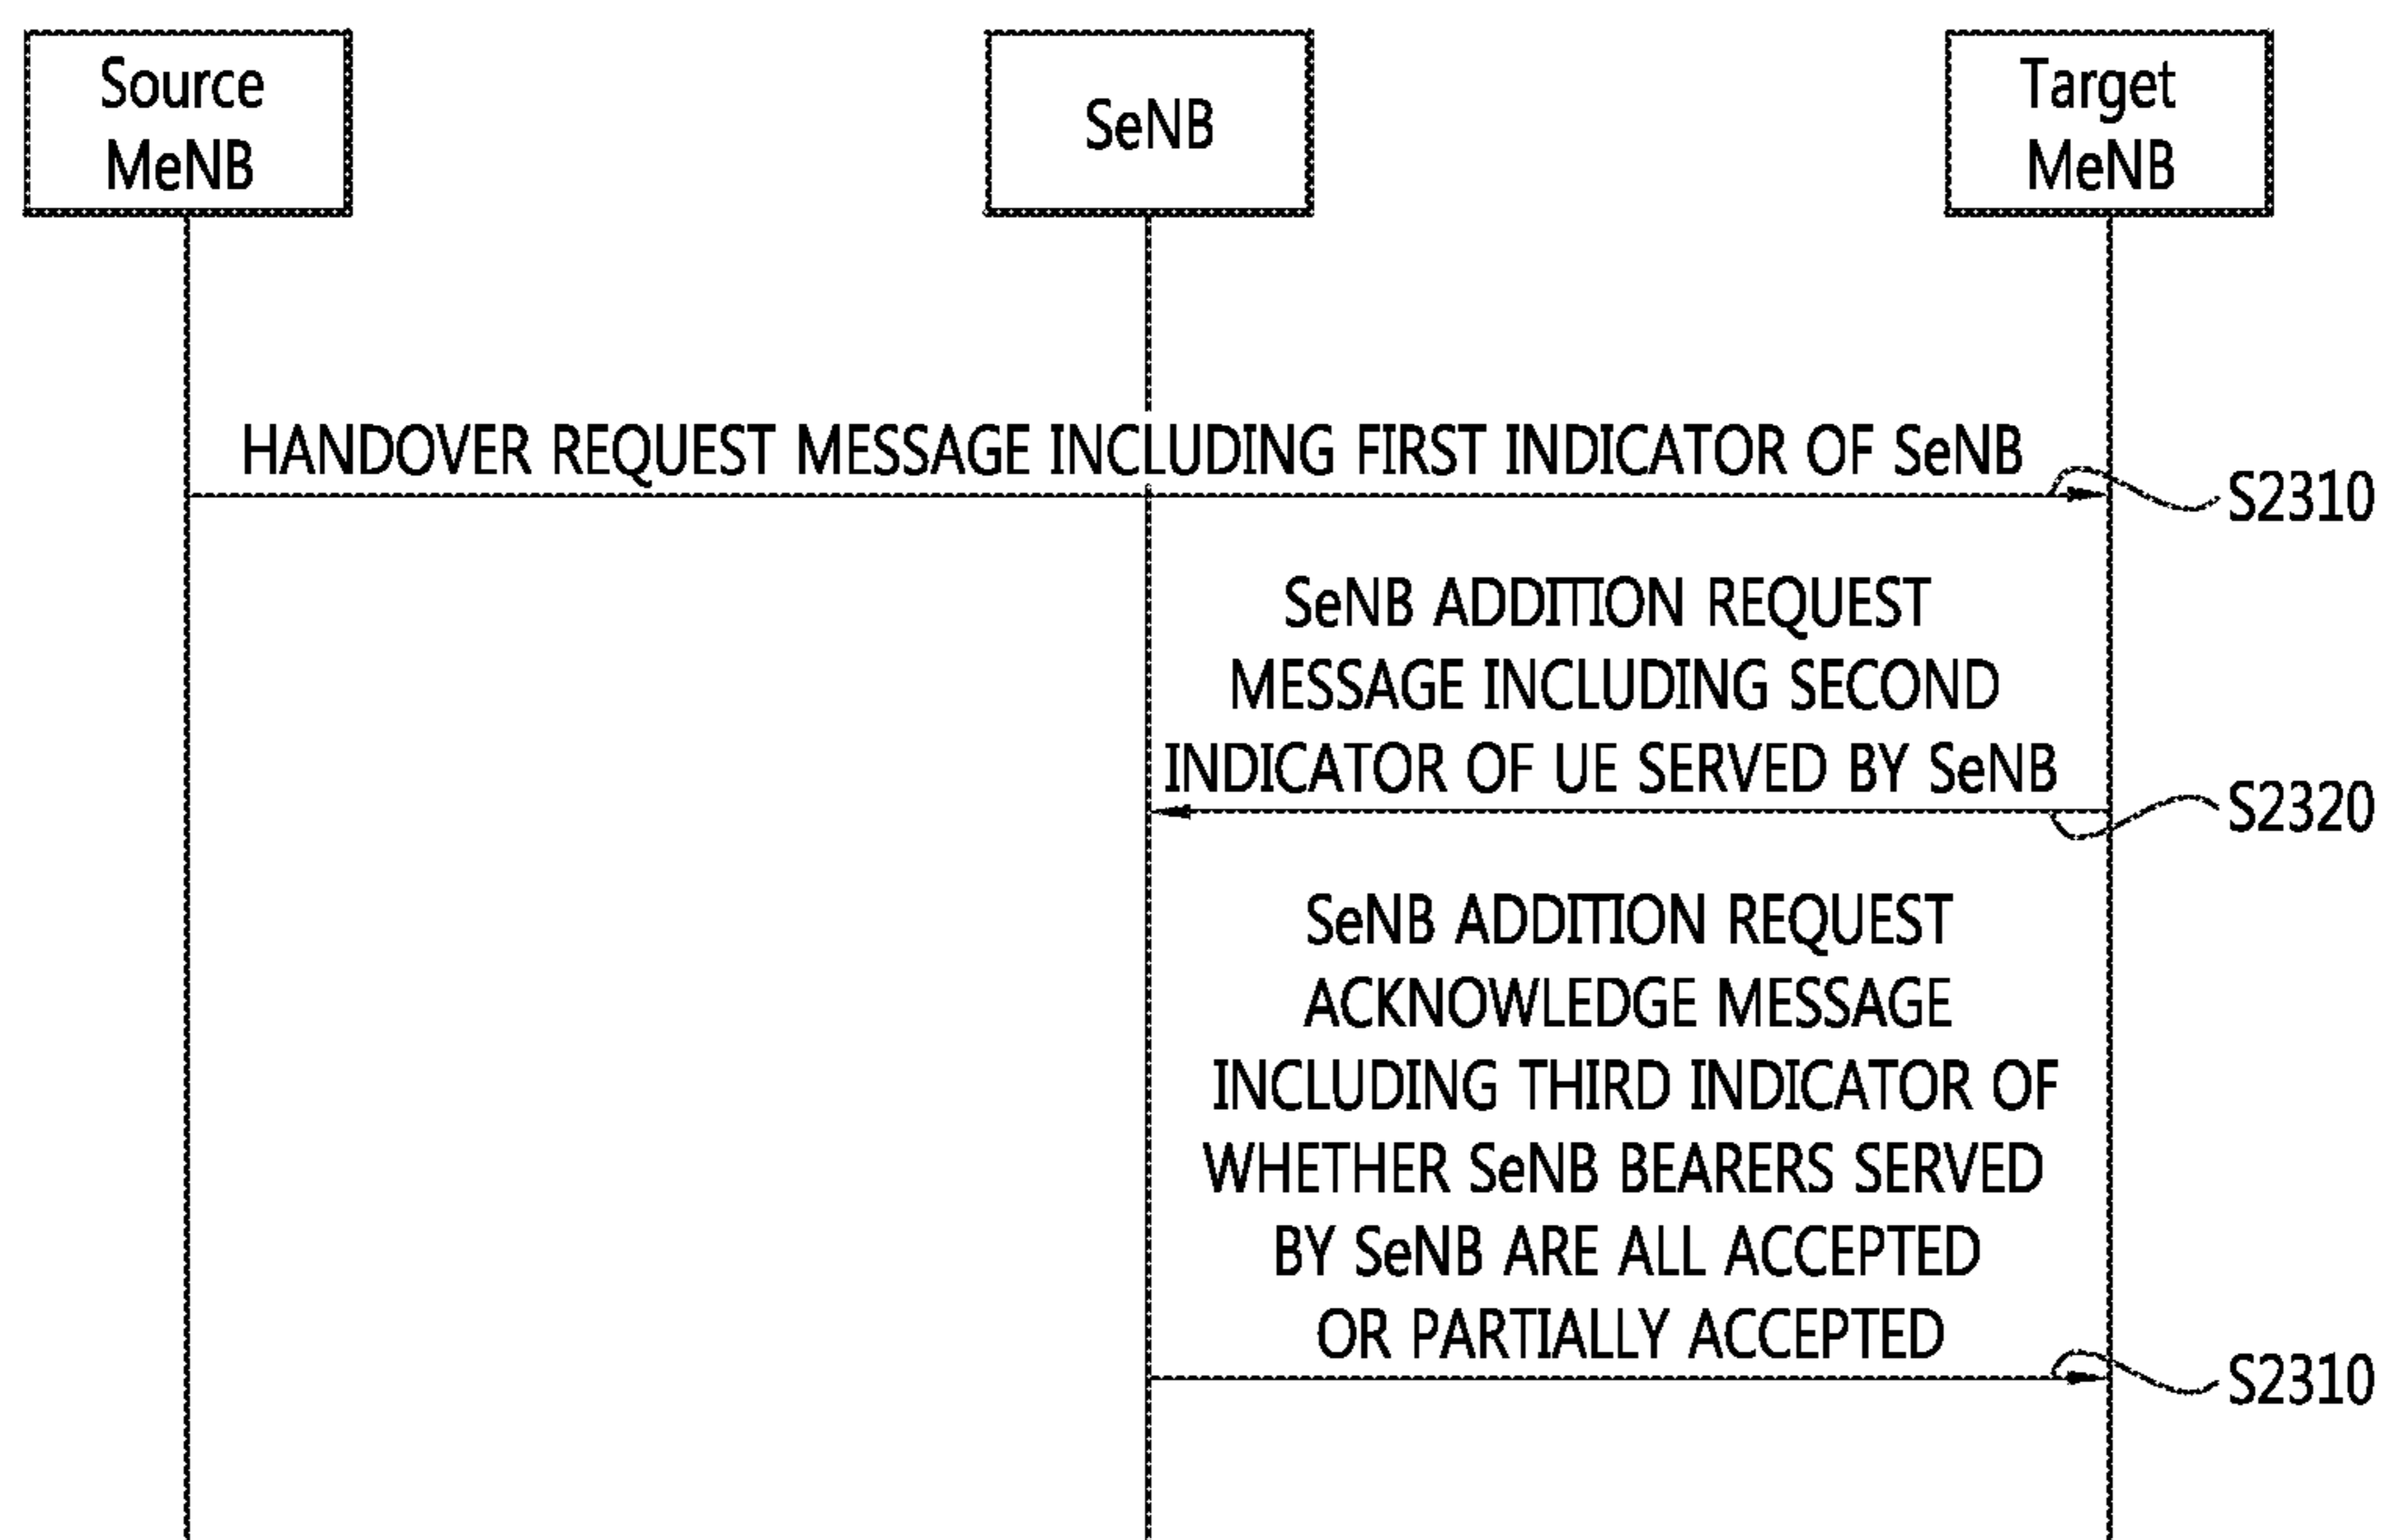 Source
MeNB
SeNB
Target
MeNB
HANDOVER REQUEST MESSAGE INCLUDING FIRST INDICATOR OF SeNB
S2310
SeNB ADDITION REQUEST
MESSAGE INCLUDING SECOND
INDICATOR OF UE SERVED BY SeNB
S2320
SeNB ADDITION REQUEST
ACKNOWLEDGE MESSAGE
INCLUDING THIRD INDICATOR OF
WHETHER SeNB BEARERS SERVED
BY SeNB ARE ALL ACCEPTED
OR PARTIALLY ACCEPTED
S2310